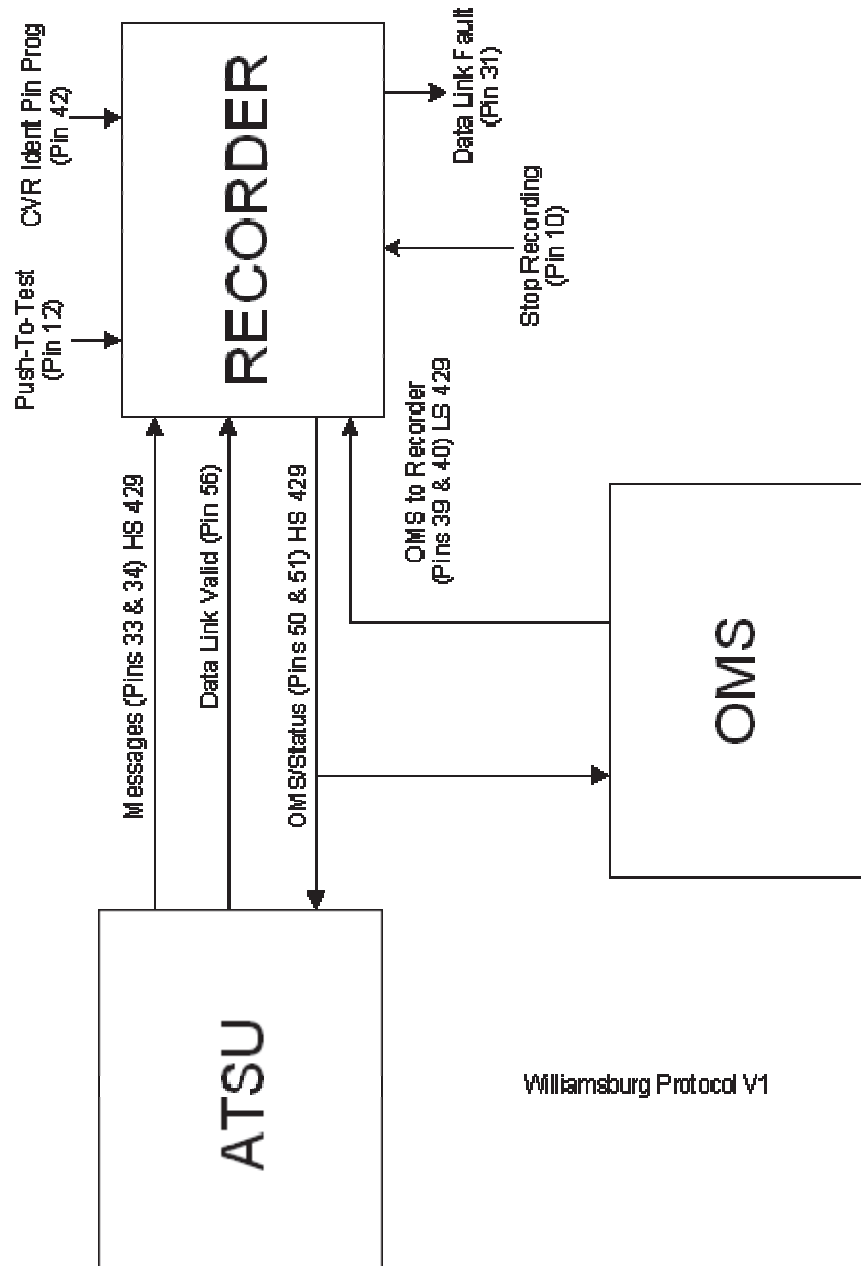 Push-To-Test
(Pin 12)
CVR Ident Pin Prog
(Pin 42)
ATSU
Messages (Pins 33 & 34) HS 429
Data Link Valid (Pin 56)
OMS/Status (Pins 50 & 51) HS 429
RECORDER
OMS to Recorder
(Pins 39 & 40) LS 429
Stop Recording
(Pin 10)
Data Link Fault
(Pin 31)
Williamsburg Protocol V1
OMS